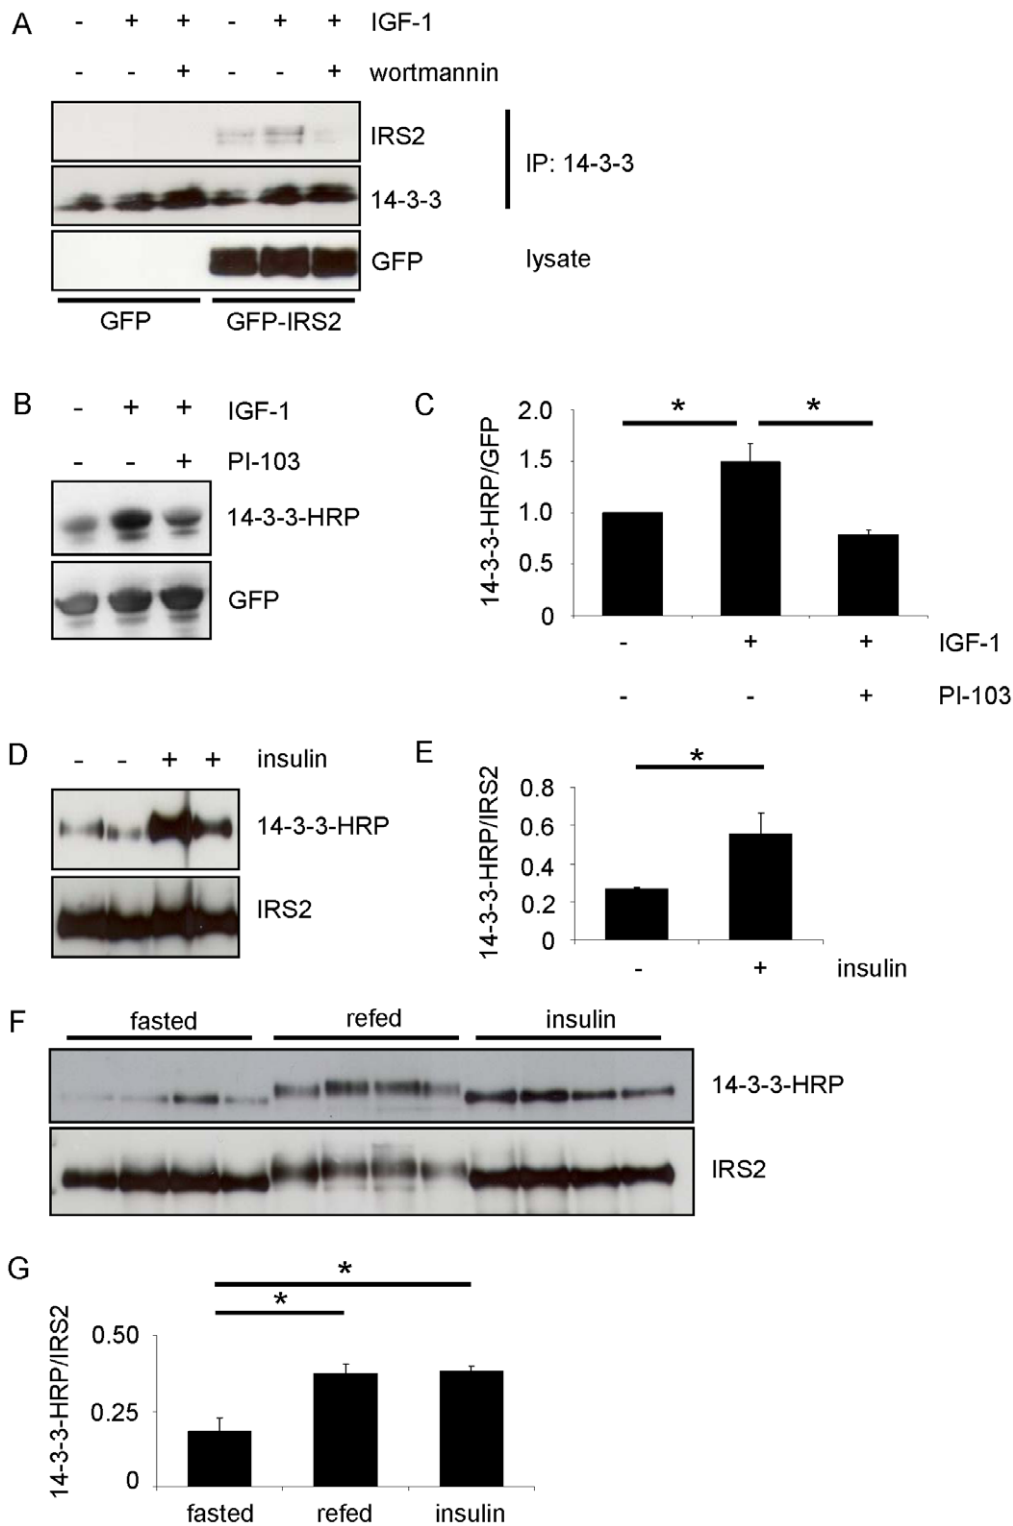 A
- + + - + + IGF-1
- - + - - + wortmannin
IRS2
14-3-3
IP: 14-3-3
GFP
lysate
GFP GFP-IRS2
B
- + + IGF-1
- - + PI-103
14-3-3-HRP
GFP
C
* *
14-3-3-HRP/GFP
2.0
1.5
1.0
0.5
0
- + + IGF-1
- - + PI-103
D
- - + + insulin
14-3-3-HRP
IRS2
E
*
14-3-3-HRP/IRS2
0.8
0.6
0.4
0.2
0
- + insulin
F
fasted refed insulin
14-3-3-HRP
IRS2
G
*
*
14-3-3-HRP/IRS2
0.50
0.25
0
fasted refed insulin